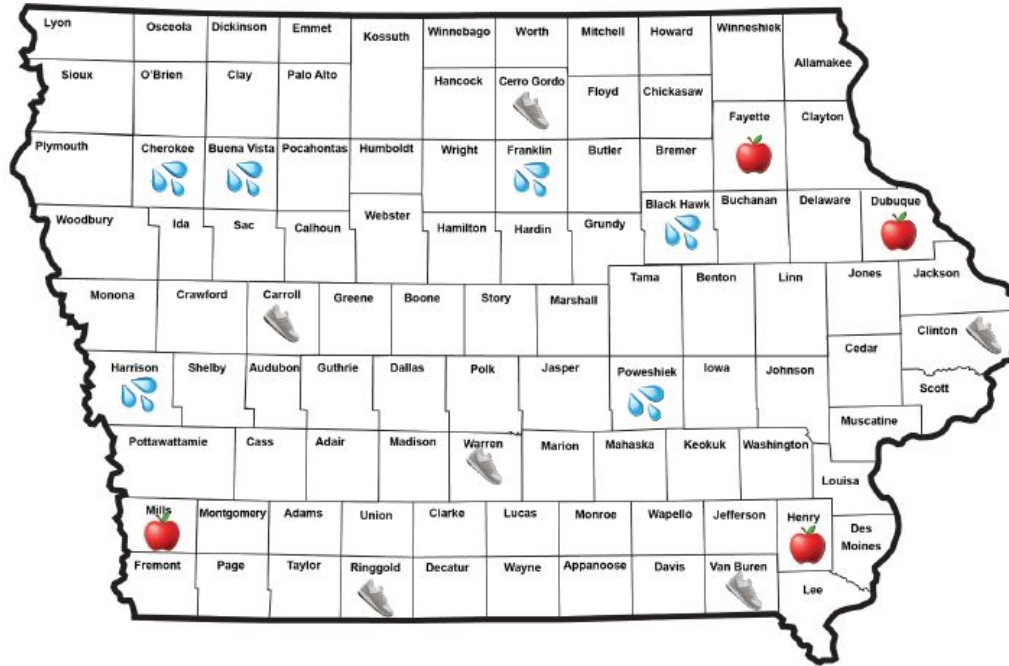 Lyon
Osceola
Dickinson
Emmet
Kossuth
Winnebago
Worth
Mitchell
Howard
Winneshiek
Allamakee
Sioux
O'Brien
Clay
Palo Alto
Hancock
Cerro Gordo
Floyd
Chickasaw
Fayette
Clayton
Plymouth
Cherokee
Buena Vista
Pocahontas
Humboldt
Wright
Franklin
Butler
Bremer
Woodbury
Ida
Sac
Calhoun
Webster
Hamilton
Hardin
Grundy
Black Hawk
Buchanan
Delaware
Dubuque
Monona
Crawford
Carroll
Greene
Boone
Story
Marshall
Tama
Benton
Linn
Jones
Jackson
Clinton
Cedar
Harrison
Shelby
Audubon
Guthrie
Dallas
Polk
Jasper
Poweshiek
Iowa
Johnson
Scott
Muscatine
Pottawattamie
Cass
Adair
Madison
Warren
Marion
Mahaska
Keokuk
Washington
Louisa
Mills
Montgomery
Adams
Union
Clarke
Lucas
Monroe
Wapello
Jefferson
Henry
Des
Moines
Fremont
Page
Taylor
Ringgold
Decatur
Wayne
Appanoose
Davis
Van Buren
Lee